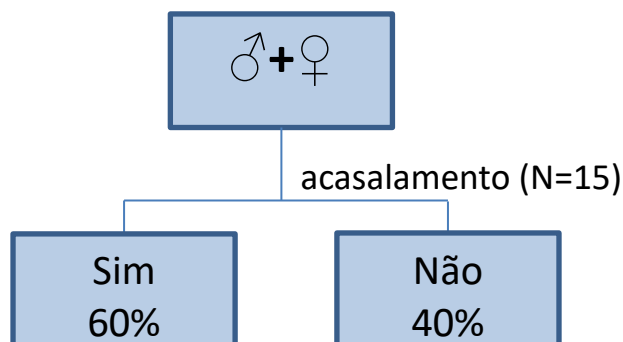 ♂+♀
acasalamento (N=15)
Sim
60%
Não
40%